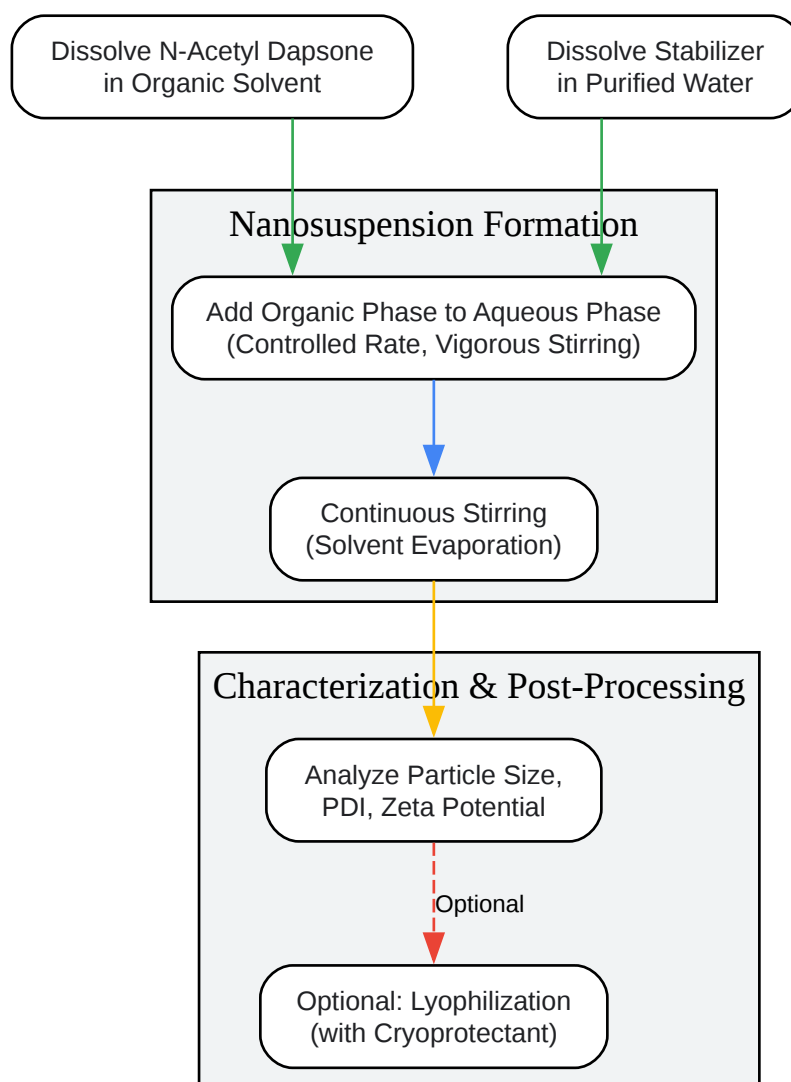 Dissolve N-Acetyl Dapsone
in Organic Solvent
Dissolve Stabilizer
in Purified Water
Nanosuspension Formation
Add Organic Phase to Aqueous Phase
(Controlled Rate, Vigorous Stirring)
Continuous Stirring
(Solvent Evaporation)
Characterization & Post-Processing
Analyze Particle Size,
PDI, Zeta Potential
Optional
Optional: Lyophilization
(with Cryoprotectant)